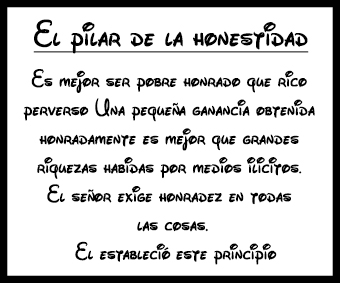 El pilar de la honestidad
Es mejor ser pobre honrado que rico
perverso Una pequeña ganancia obtenida
honradamente es mejor que grandes
riquezas habidas por medios ilícitos.
El señor exige honradez en todas
las cosas.
El estableció este principio